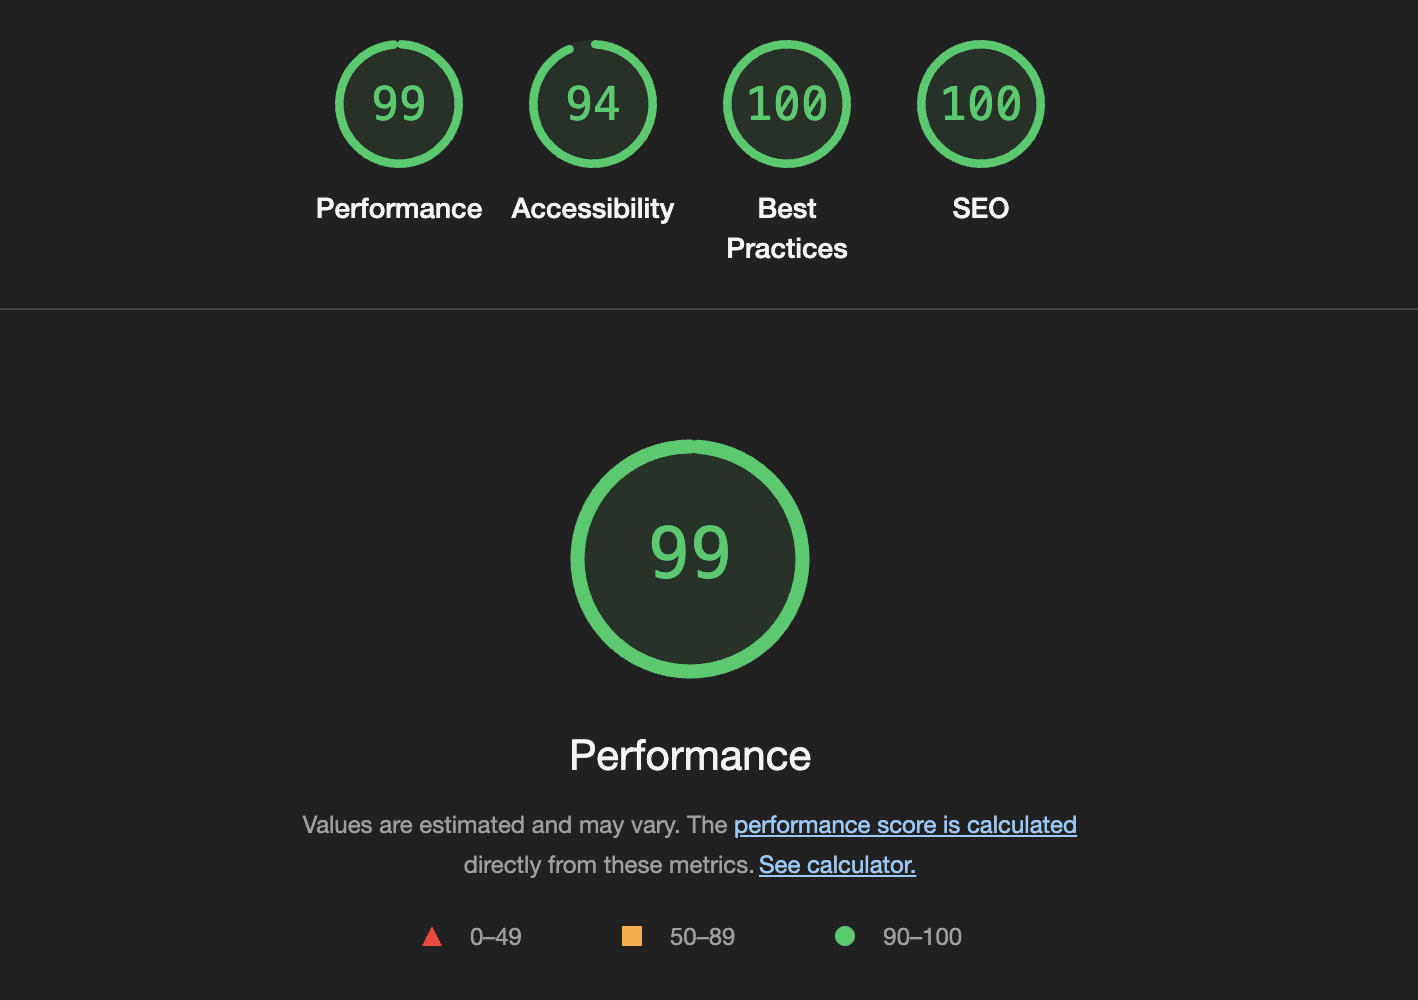 99 94 100 100
Performance Accessibility Best Practices SEO
99
Performance
Values are estimated and may vary. The performance score is calculated
directly from these metrics. See calculator.
0–49 50–89 90–100